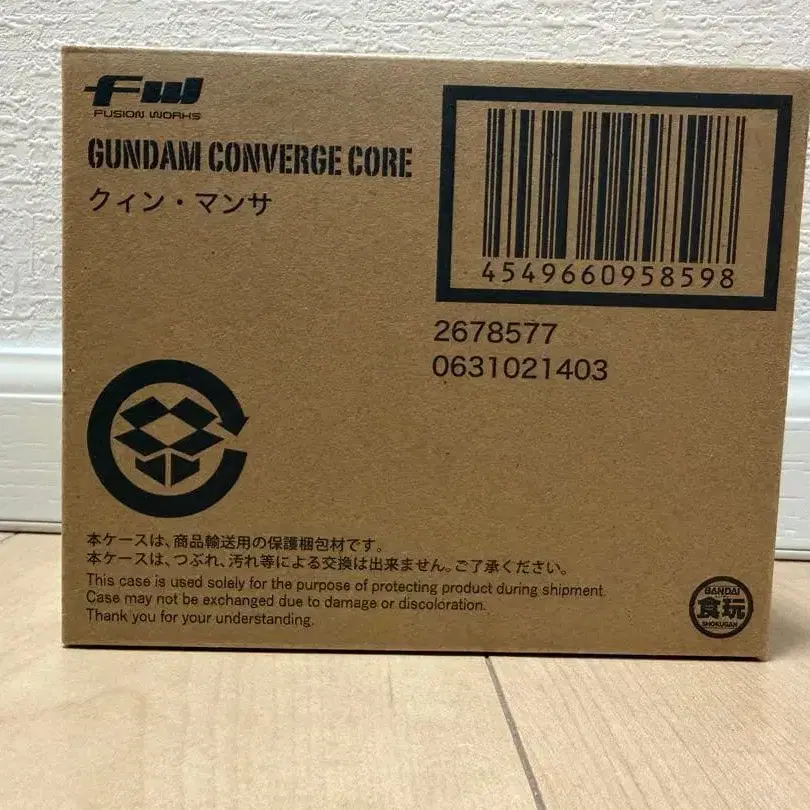 FW
FUSION WORKS
GUNDAM CONVERGE CORE
クィン・マンサ
4549660958598
2678577
0631021403
本ケースは、商品輸送用の保護梱包材です。
本ケースは、つぶれ、汚れ等による交換は出来ません。ご了承ください。
This case is used solely for the purpose of protecting product during shipment.
Case may not be exchanged due to damage or discoloration.
Thank you for your understanding.
BANDAI
食玩
SHOKUGAN